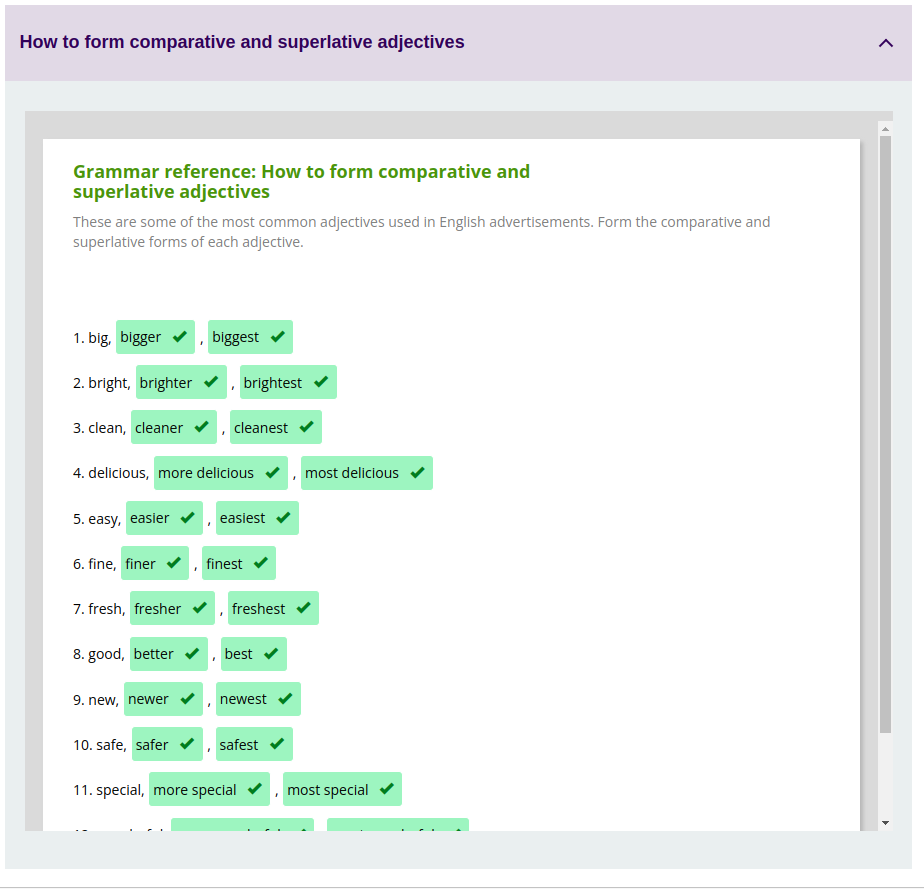 How to form comparative and superlative adjectives
Grammar reference: How to form comparative and
superlative adjectives
These are some of the most common adjectives used in English advertisements. Form the comparative and
superlative forms of each adjective.
1. big, bigger , biggest
2. bright, brighter , brightest
3. clean, cleaner , cleanest
4. delicious, more delicious , most delicious
5. easy, easier , easiest
6. fine, finer , finest
7. fresh, fresher , freshest
8. good, better , best
9. new, newer , newest
10. safe, safer , safest
11. special, more special , most special